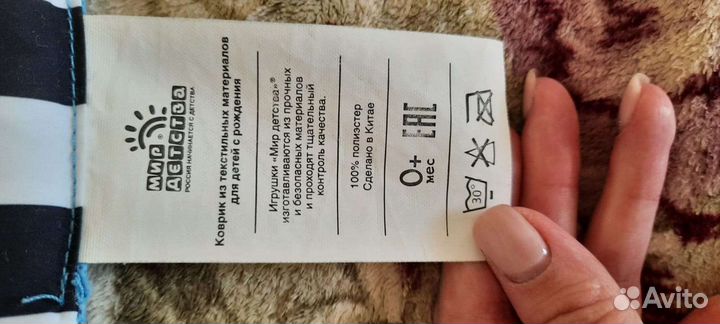 МИР
ДЕТСТВА®
РОССИЯ НАЧИНАЕТСЯ С ДЕТСТВА
Коврик из текстильных материалов
для детей с рождения
Игрушки «Мир детства»®
изготавливаются из прочных
и безопасных материалов
и проходят тщательный
контроль качества.
100% полиэстер
Сделано в Китае
0+
мес
ЕАС
30°
Avito